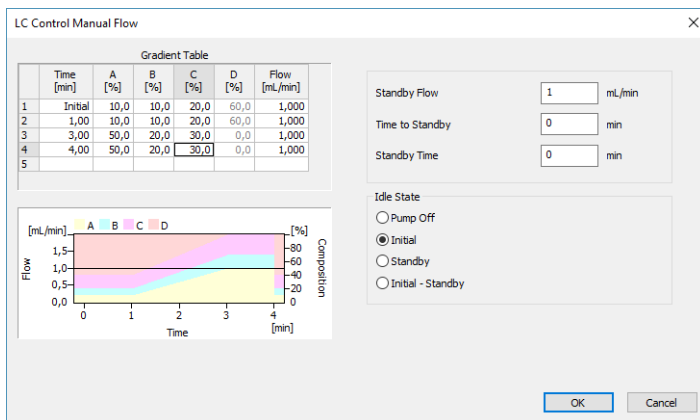 LC Control Manual Flow
Gradient Table
Time [min] A [%] B [%] C [%] D [%] Flow [mL/min]
1 Initial 10,0 10,0 20,0 60,0 1,000
2 1,00 10,0 10,0 20,0 60,0 1,000
3 3,00 50,0 20,0 30,0 0,0 1,000
4 4,00 50,0 20,0 30,0 0,0 1,000
5
Standby Flow 1 mL/min
Time to Standby 0 min
Standby Time 0 min
Idle State
Pump Off
Initial
Standby
Initial - Standby
[mL/min] A B C D [%]
1,5 80
60
1,0 40
0,5 20
0,0 0
Flow
Composition
0 1 2 3 4
Time [min]
OK Cancel